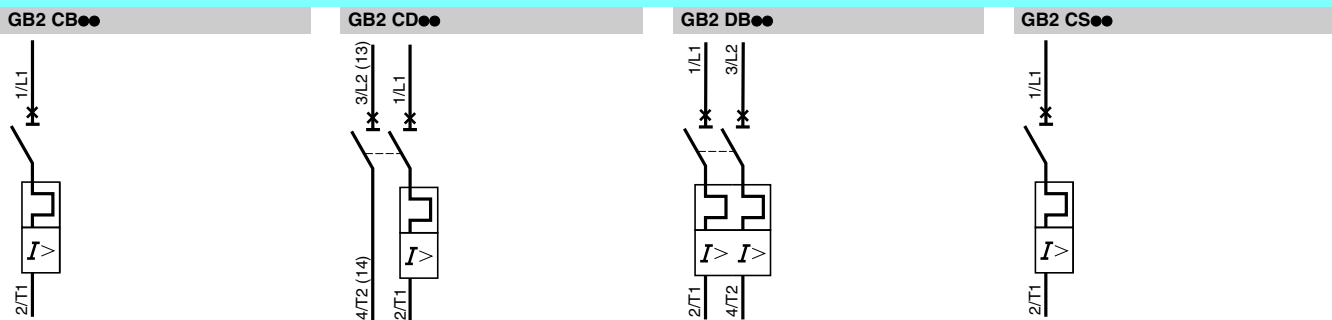 GB2 CB●●
GB2 CD●●
GB2 DB●●
GB2 CS●●
1/L1
3/L2 (13)
1/L1
1/L1
3/L2
1/L1
I>
I>
I> I>
I>
2/T1
4/T2 (14)
2/T1
2/T1
4/T2
2/T1